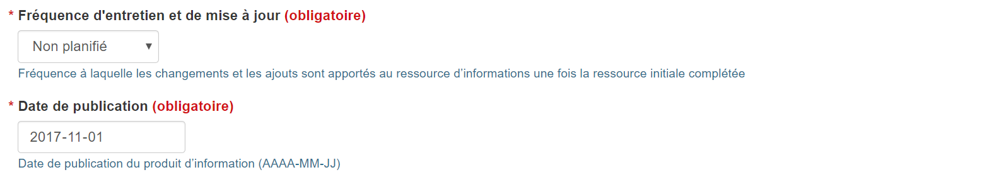 * Fréquence d'entretien et de mise à jour (obligatoire)
Non planifié
Fréquence à laquelle les changements et les ajouts sont apportés au ressource d’informations une fois la ressource initiale complétée
* Date de publication (obligatoire)
2017-11-01
Date de publication du produit d’information (AAAA-MM-JJ)